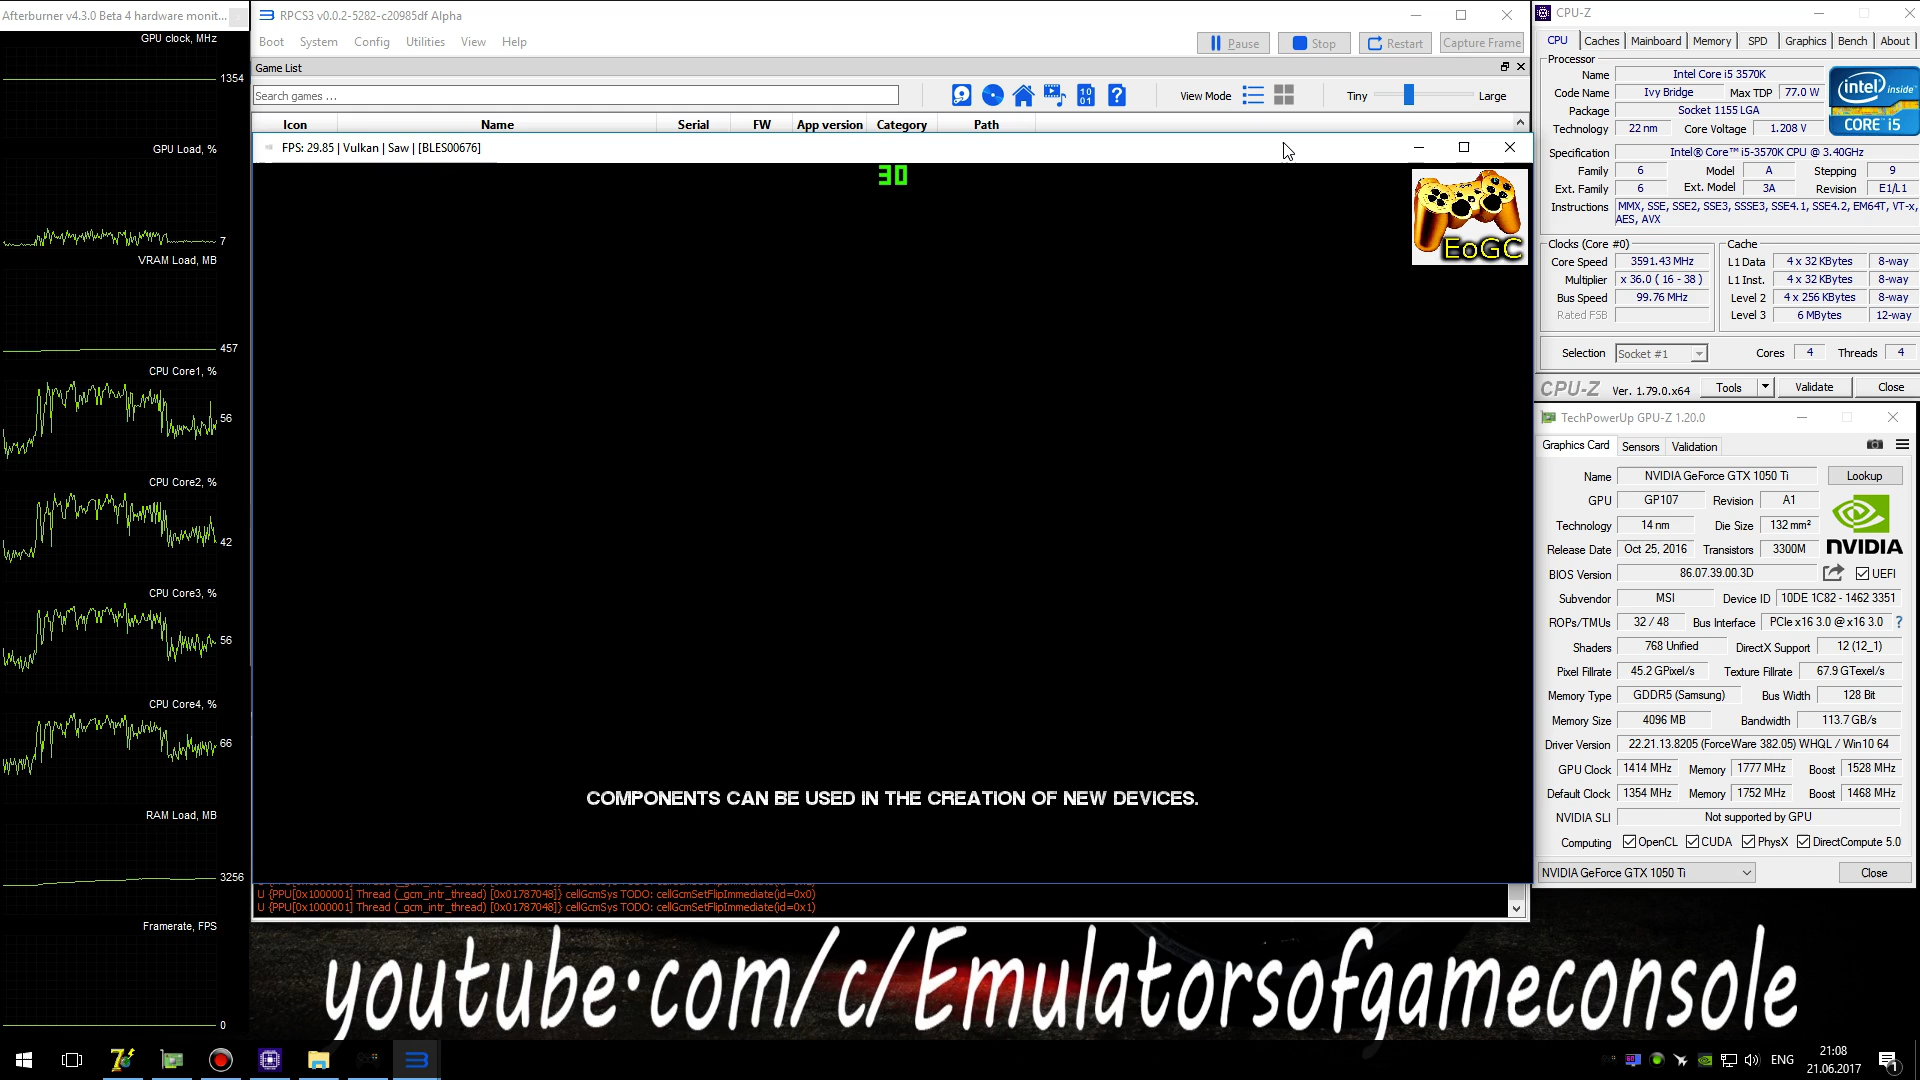 Afterburner v4.3.0 Beta 4 hardware monit...
GPU clock, MHz
1354
GPU Load, %
7
VRAM Load, MB
457
CPU Core1, %
56
CPU Core2, %
42
CPU Core3, %
56
CPU Core4, %
66
RAM Load, MB
3256
Framerate, FPS
0
RPCS3 v0.0.2-5282-c20985df Alpha
Boot System Config Utilities View Help
Pause Stop Restart Capture Frame
Game List
Search games ...
View Mode Tiny Large
Icon Name Serial FW App version Category Path
FPS: 29.85 | Vulkan | Saw | [BLES00676]
30
EoGC
COMPONENTS CAN BE USED IN THE CREATION OF NEW DEVICES.
U {PPU[0x1000001] Thread (_gcm_intr_thread) [0x01787048]} cellGcmSys TODO: cellGcmSetFlipImmediate(id=0x0)
U {PPU[0x1000001] Thread (_gcm_intr_thread) [0x01787048]} cellGcmSys TODO: cellGcmSetFlipImmediate(id=0x1)
CPU-Z
CPU Caches Mainboard Memory SPD Graphics Bench About
Processor
Name Intel Core i5 3570K
Code Name Ivy Bridge Max TDP 77.0 W
Package Socket 1155 LGA
Technology 22 nm Core Voltage 1.208 V
intel inside
CORE i5
Specification Intel® Core™ i5-3570K CPU @ 3.40GHz
Family 6 Model A Stepping 9
Ext. Family 6 Ext. Model 3A Revision E1/L1
Instructions MMX, SSE, SSE2, SSE3, SSSE3, SSE4.1, SSE4.2, EM64T, VT-x, AES, AVX
Clocks (Core #0)
Core Speed 3591.43 MHz
Multiplier x 36.0 ( 16 - 38 )
Bus Speed 99.76 MHz
Rated FSB
Cache
L1 Data 4 x 32 KBytes 8-way
L1 Inst. 4 x 32 KBytes 8-way
Level 2 4 x 256 KBytes 8-way
Level 3 6 MBytes 12-way
Selection Socket #1 Cores 4 Threads 4
CPU-Z Ver. 1.79.0.x64 Tools Validate Close
TechPowerUp GPU-Z 1.20.0
Graphics Card Sensors Validation
Name NVIDIA GeForce GTX 1050 Ti Lookup
GPU GP107 Revision A1
Technology 14 nm Die Size 132 mm²
Release Date Oct 25, 2016 Transistors 3300M
NVIDIA
BIOS Version 86.07.39.00.3D UEFI
Subvendor MSI Device ID 10DE 1C82 - 1462 3351
ROPs/TMUs 32 / 48 Bus Interface PCIe x16 3.0 @ x16 3.0 ?
Shaders 768 Unified DirectX Support 12 (12_1)
Pixel Fillrate 45.2 GPixel/s Texture Fillrate 67.9 GTexel/s
Memory Type GDDR5 (Samsung) Bus Width 128 Bit
Memory Size 4096 MB Bandwidth 113.7 GB/s
Driver Version 22.21.13.8205 (ForceWare 382.05) WHQL / Win10 64
GPU Clock 1414 MHz Memory 1777 MHz Boost 1528 MHz
Default Clock 1354 MHz Memory 1752 MHz Boost 1468 MHz
NVIDIA SLI Not supported by GPU
Computing OpenCL CUDA PhysX DirectCompute 5.0
NVIDIA GeForce GTX 1050 Ti Close
youtube.com/c/Emulatorsofgameconsole
ENG
21:08
21.06.2017
1